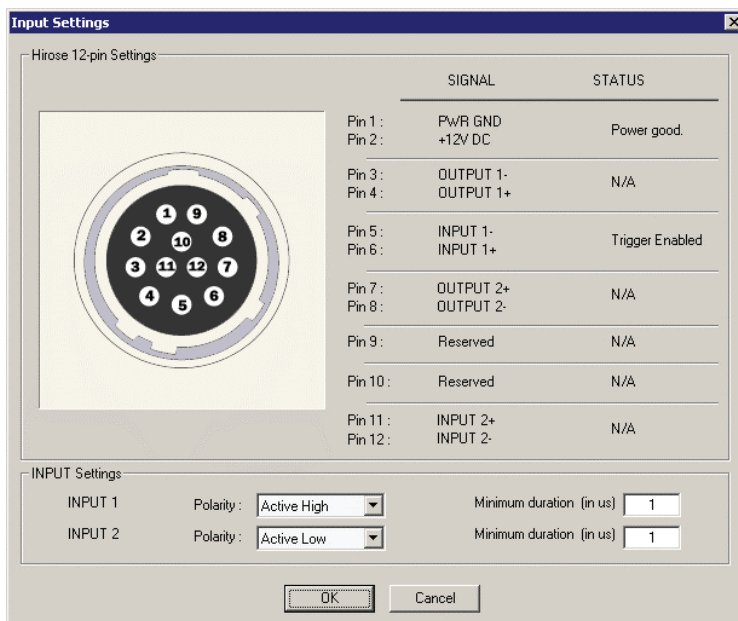 Input Settings
Hirose 12-pin Settings
SIGNAL STATUS
Pin 1 : PWR GND
Pin 2 : +12V DC
Power good.
Pin 3 : OUTPUT 1-
Pin 4 : OUTPUT 1+
N/A
Pin 5 : INPUT 1-
Pin 6 : INPUT 1+
Trigger Enabled
Pin 7 : OUTPUT 2+
Pin 8 : OUTPUT 2-
N/A
Pin 9 : Reserved N/A
Pin 10 : Reserved N/A
Pin 11 : INPUT 2+
Pin 12 : INPUT 2-
N/A
1 9
2 10 8
3 11 12 7
4 5 6
INPUT Settings
INPUT 1 Polarity : Active High Minimum duration (in us) 1
INPUT 2 Polarity : Active Low Minimum duration (in us) 1
OK Cancel